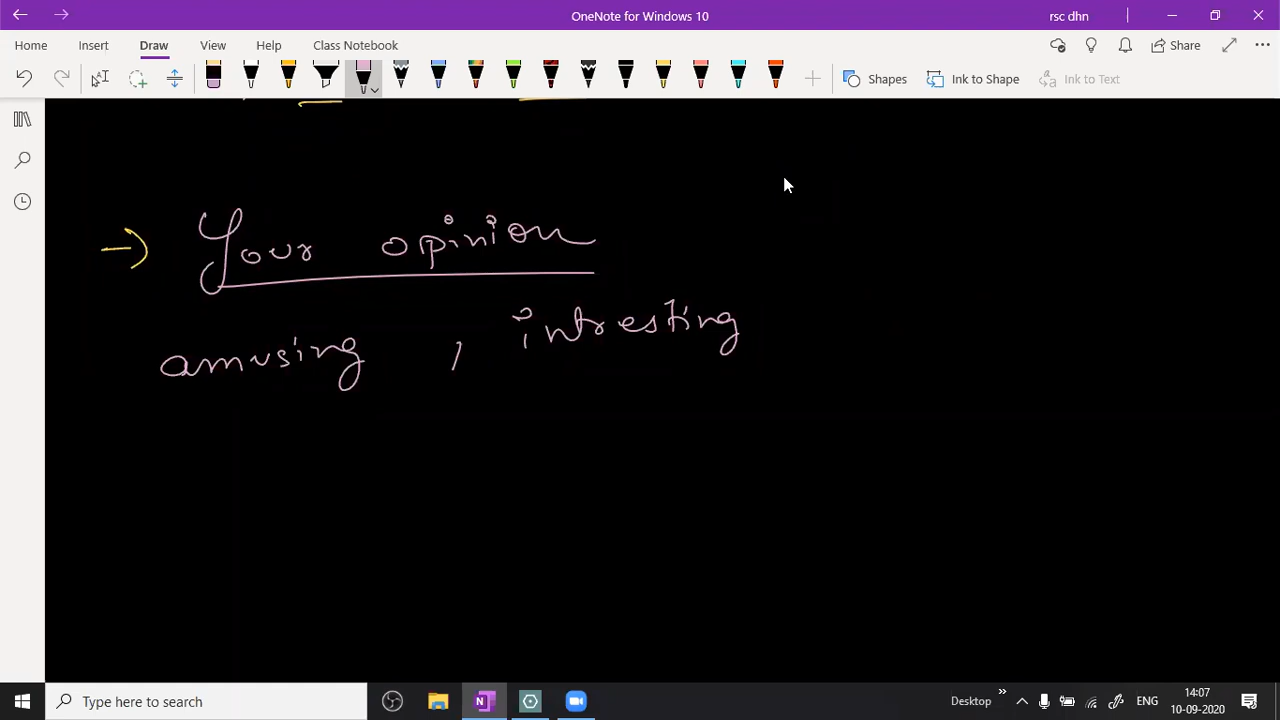 OneNote for Windows 10
rsc dhn
Home Insert Draw View Help Class Notebook
Share
Shapes Ink to Shape Ink to Text
→ Your opinion
amusing , intresting
Type here to search
Desktop
ENG
14:07
10-09-2020